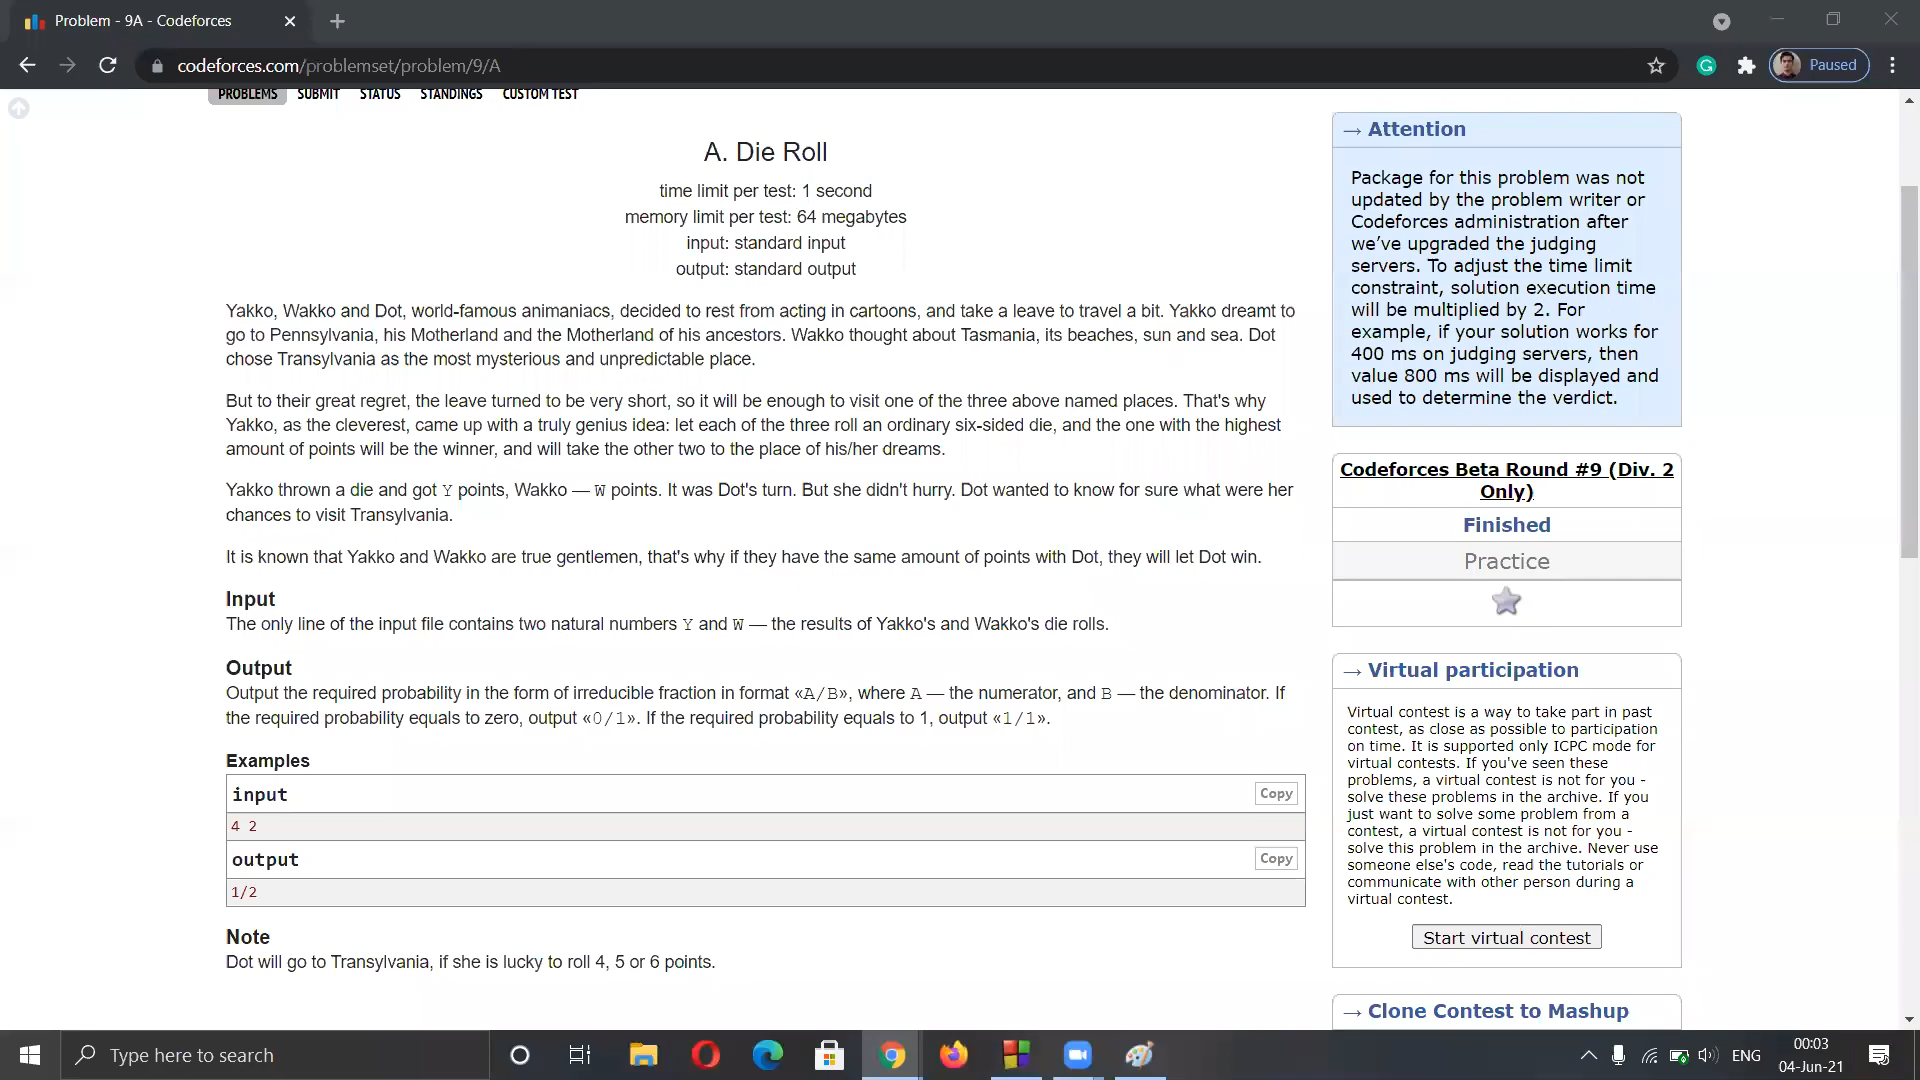 Problem - 9A - Codeforces
codeforces.com/problemset/problem/9/A
Paused
PROBLEMS SUBMIT STATUS STANDINGS CUSTOM TEST
A. Die Roll
time limit per test: 1 second
memory limit per test: 64 megabytes
input: standard input
output: standard output
Yakko, Wakko and Dot, world-famous animaniacs, decided to rest from acting in cartoons, and take a leave to travel a bit. Yakko dreamt to
go to Pennsylvania, his Motherland and the Motherland of his ancestors. Wakko thought about Tasmania, its beaches, sun and sea. Dot
chose Transylvania as the most mysterious and unpredictable place.
But to their great regret, the leave turned to be very short, so it will be enough to visit one of the three above named places. That's why
Yakko, as the cleverest, came up with a truly genius idea: let each of the three roll an ordinary six-sided die, and the one with the highest
amount of points will be the winner, and will take the other two to the place of his/her dreams.
Yakko thrown a die and got Y points, Wakko — W points. It was Dot's turn. But she didn't hurry. Dot wanted to know for sure what were her
chances to visit Transylvania.
It is known that Yakko and Wakko are true gentlemen, that's why if they have the same amount of points with Dot, they will let Dot win.
Input
The only line of the input file contains two natural numbers Y and W — the results of Yakko's and Wakko's die rolls.
Output
Output the required probability in the form of irreducible fraction in format «A/B», where A — the numerator, and B — the denominator. If
the required probability equals to zero, output «0/1». If the required probability equals to 1, output «1/1».
Examples
input
Copy
4 2
output
Copy
1/2
Note
Dot will go to Transylvania, if she is lucky to roll 4, 5 or 6 points.
→ Attention
Package for this problem was not
updated by the problem writer or
Codeforces administration after
we’ve upgraded the judging
servers. To adjust the time limit
constraint, solution execution time
will be multiplied by 2. For
example, if your solution works for
400 ms on judging servers, then
value 800 ms will be displayed and
used to determine the verdict.
Codeforces Beta Round #9 (Div. 2
Only)
Finished
Practice
→ Virtual participation
Virtual contest is a way to take part in past
contest, as close as possible to participation
on time. It is supported only ICPC mode for
virtual contests. If you've seen these
problems, a virtual contest is not for you -
solve these problems in the archive. If you
just want to solve some problem from a
contest, a virtual contest is not for you -
solve this problem in the archive. Never use
someone else's code, read the tutorials or
communicate with other person during a
virtual contest.
Start virtual contest
→ Clone Contest to Mashup
Type here to search
ENG
00:03
04-Jun-21